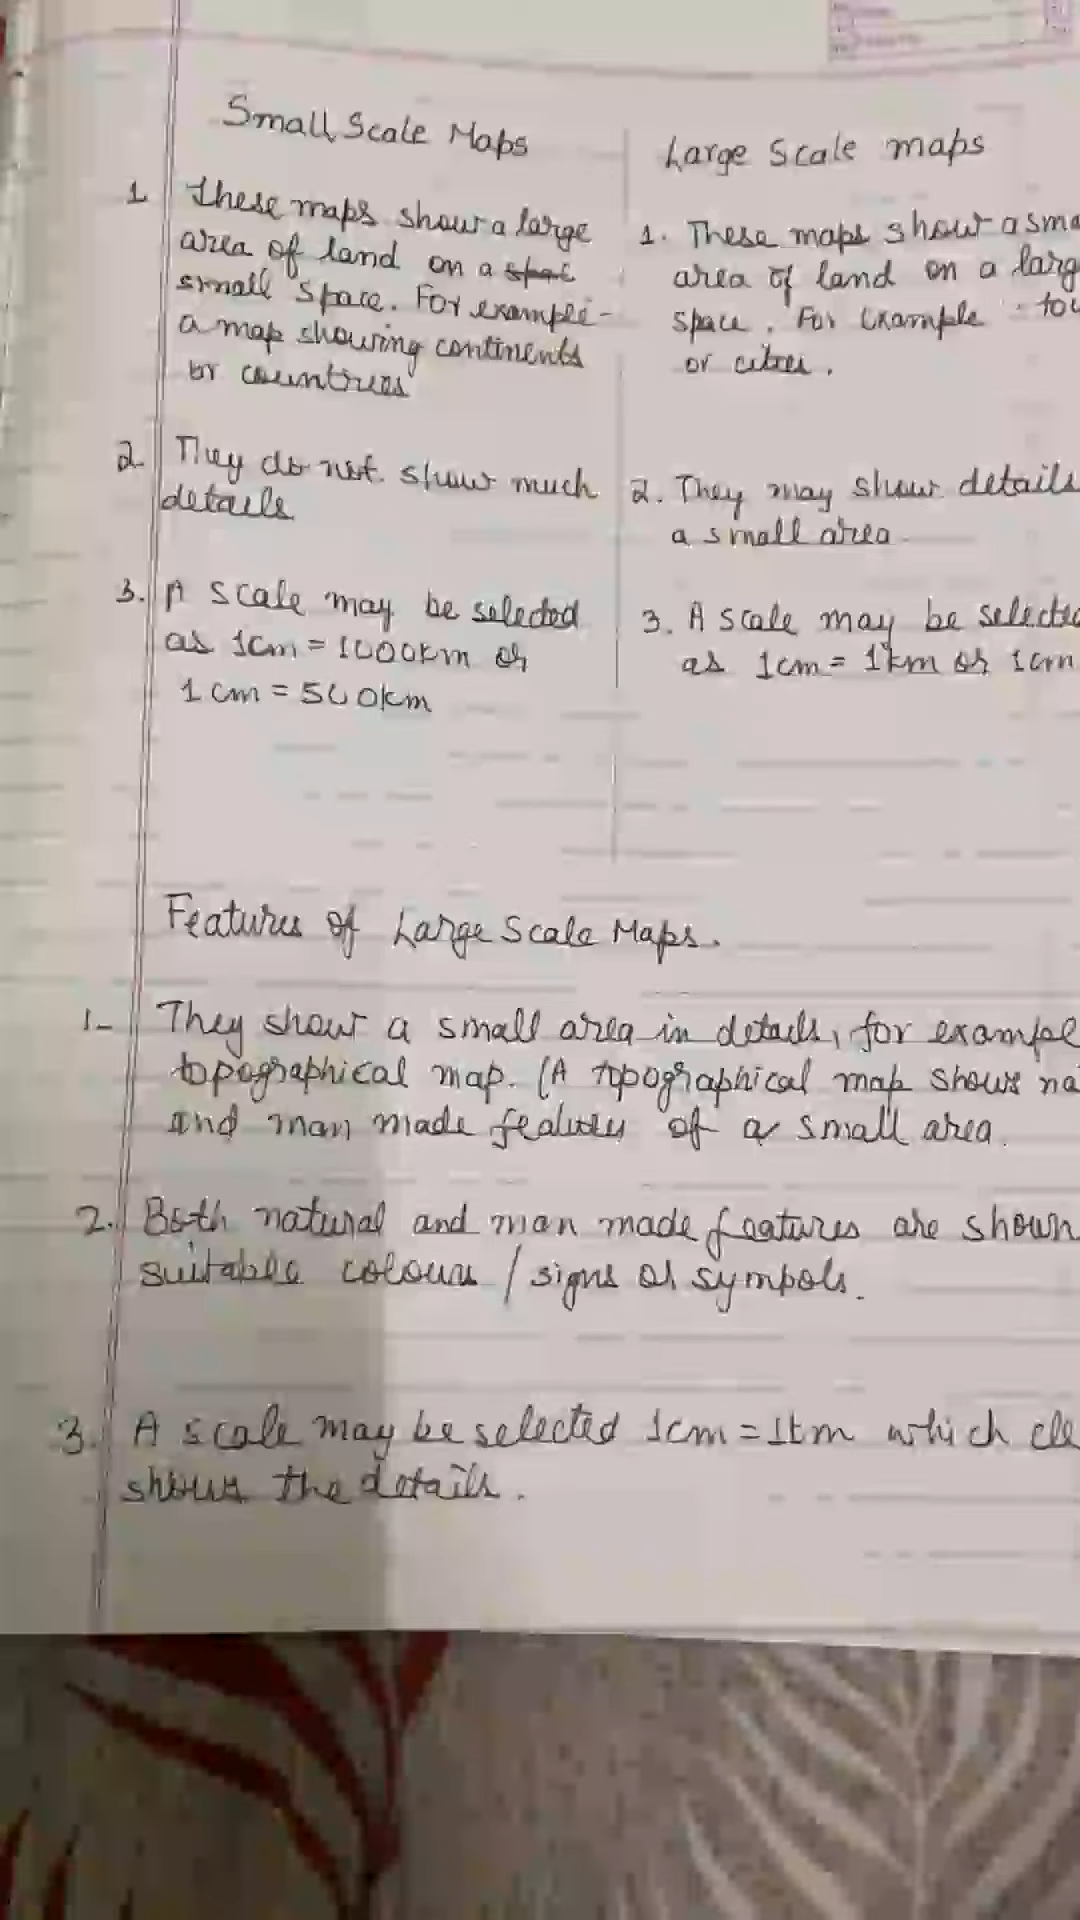 Small Scale Maps
1 These maps show a large
area of land on a
small space. For example -
a map showing continents
or countries
2. They do not show much
details
3. A scale may be selected
as 1cm = 1000km or
1 cm = 500km
Large Scale maps
1. These maps show a sma
area of land on a larg
space. For example tow
or cities.
2. They may show details
a small area
3. A scale may be selecte
as 1cm = 1km or 1cm
Features of Large Scale Maps.
1- They show a small area in details, for exampl
topographical map. (A topographical map shows na
and man made features of a small area.
2. Both natural and man made features are shown
suitable colours / signs or symbols.
3. A scale may be selected 1cm = 1km which cle
shows the details.